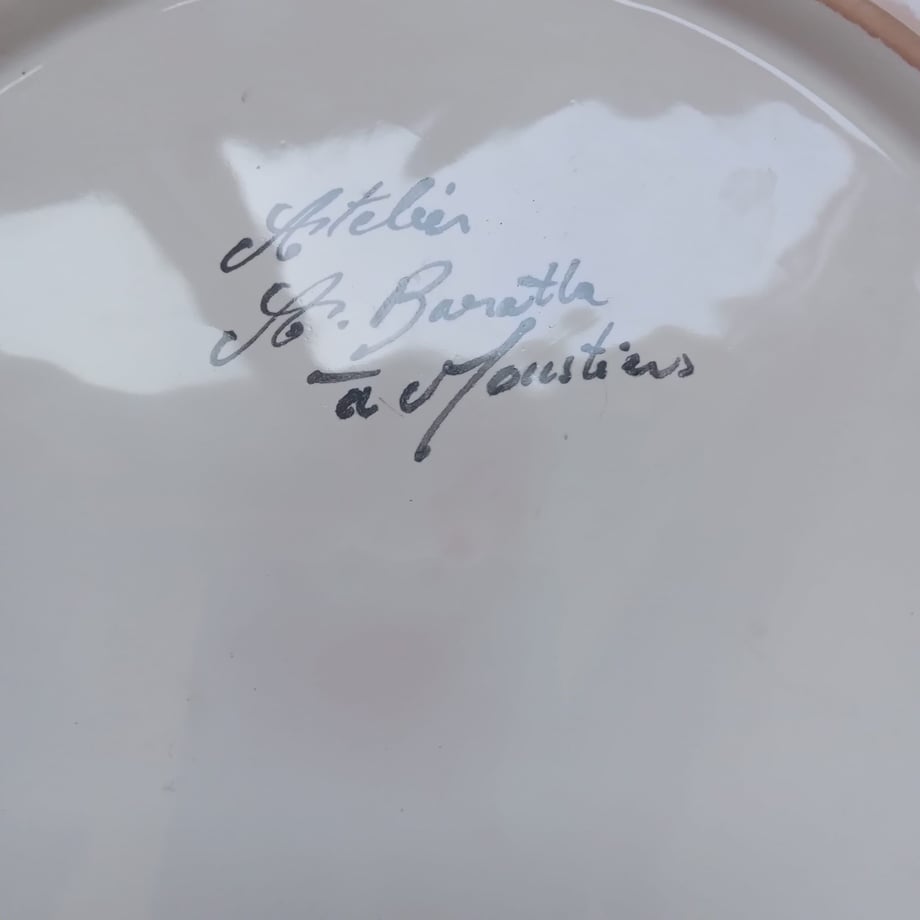 Atelier
A. Baratta
à Moustiers